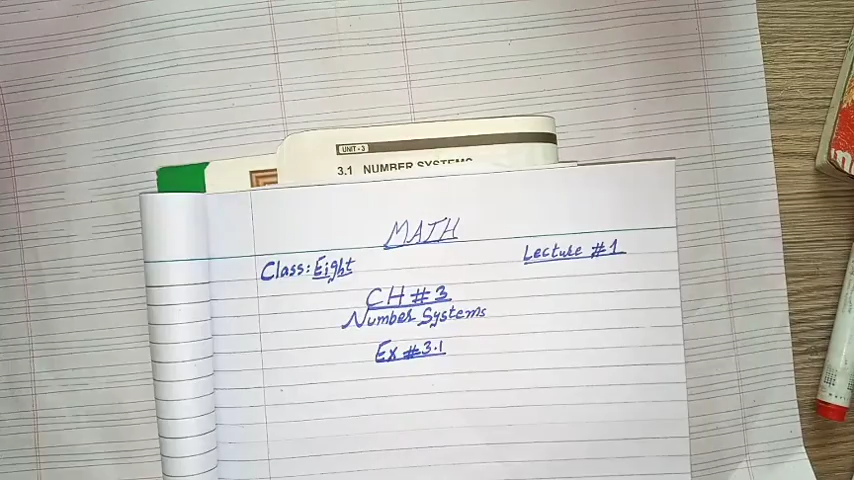 UNIT - 3
3.1 NUMBER SYSTEMS
MATH
Class: Eight
Lecture #1
CH #3
Number Systems
Ex #3.1